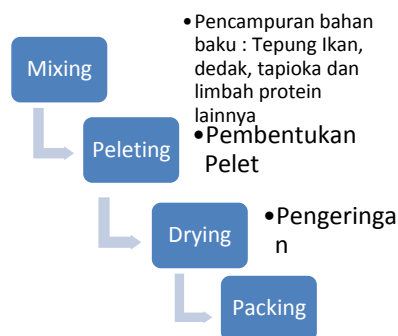 Mixing
•Pencampuran bahan
baku : Tepung Ikan,
dedak, tapioka dan
limbah protein
lainnya
Peleting
•Pembentukan
Pelet
Drying
•Pengeringa
n
Packing